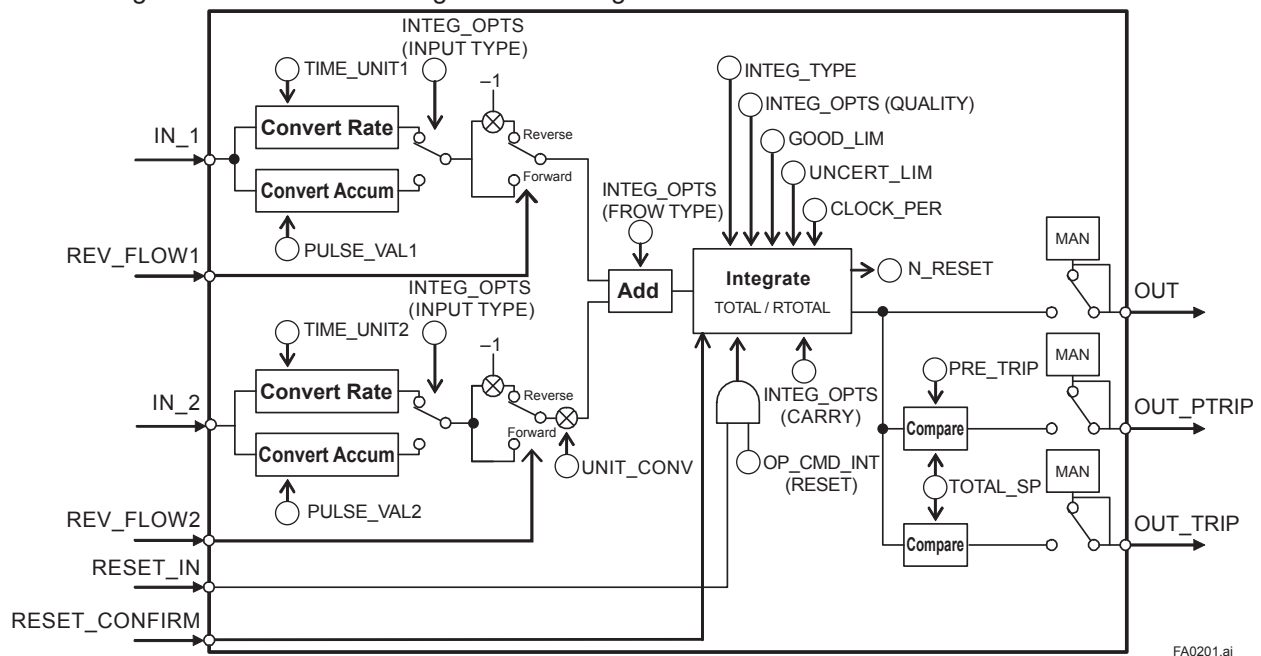 INTEG_OPTS
(INPUT TYPE)
TIME_UNIT1
–1
INTEG_TYPE
INTEG_OPTS (QUALITY)
IN_1
Convert Rate
Reverse
GOOD_LIM
Convert Accum
Forward
UNCERT_LIM
INTEG_OPTS
(FROW TYPE)
CLOCK_PER
PULSE_VAL1
MAN
REV_FLOW1
Integrate
N_RESET
INTEG_OPTS
(INPUT TYPE)
Add
TOTAL / RTOTAL
OUT
TIME_UNIT2
–1
MAN
PRE_TRIP
IN_2
Convert Rate
Reverse
INTEG_OPTS
(CARRY)
OUT_PTRIP
Forward
Compare
Convert Accum
UNIT_CONV
OP_CMD_INT
(RESET)
MAN
TOTAL_SP
PULSE_VAL2
REV_FLOW2
OUT_TRIP
Compare
RESET_IN
RESET_CONFIRM
FA0201.ai